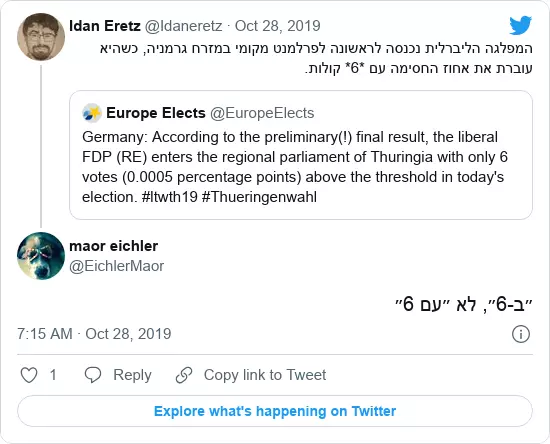 Idan Eretz @Idaneretz · Oct 28, 2019
המפלגה הליברלית נכנסה לראשונה לפרלמנט מקומי במזרח גרמניה, כשהיא
עוברת את אחוז החסימה עם *6* קולות.
Europe Elects @EuropeElects
Germany: According to the preliminary(!) final result, the liberal
FDP (RE) enters the regional parliament of Thuringia with only 6
votes (0.0005 percentage points) above the threshold in today's
election. #ltwth19 #Thueringenwahl
maor eichler
@EichlerMaor
״ב-6״, לא ״עם 6״
7:15 AM · Oct 28, 2019
1 Reply Copy link to Tweet
Explore what's happening on Twitter